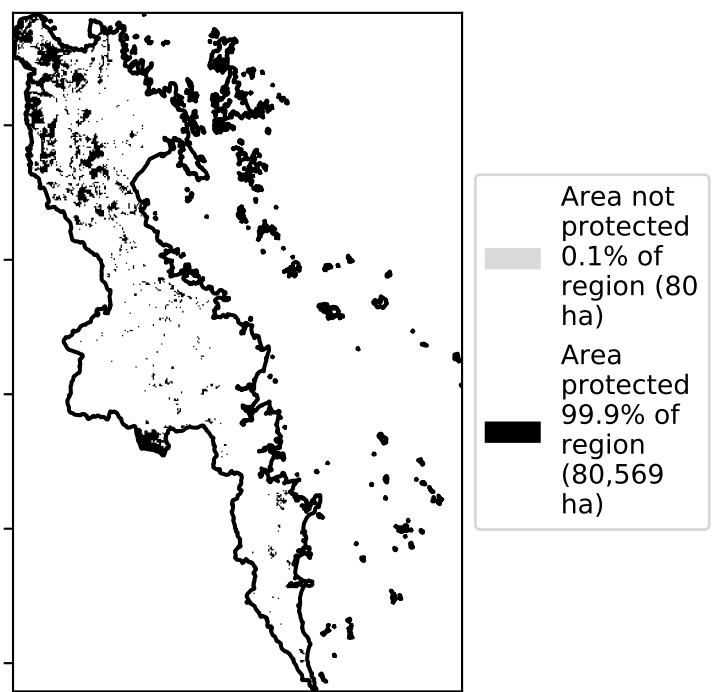 Area not
protected
0.1% of
region (80
ha)
Area
protected
99.9% of
region
(80,569
ha)